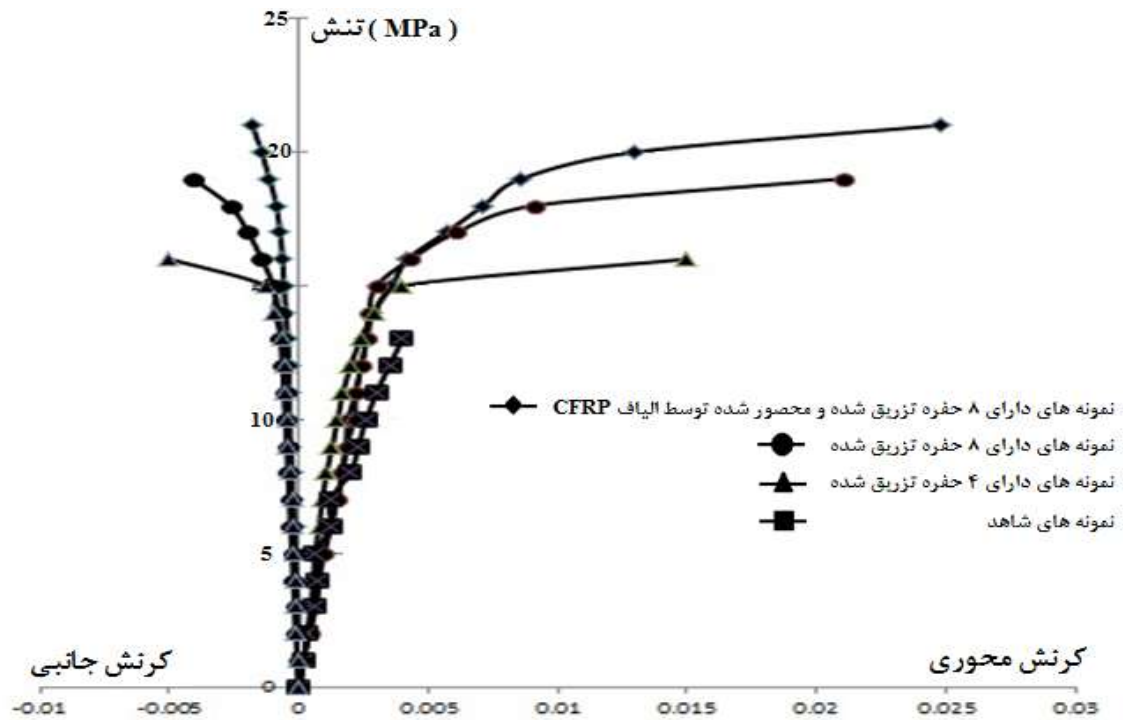 25
تنش ( MPa )
20
10
نمونه های دارای ۸ حفره تزریق شده و محصور شده توسط الیاف CFRP
نمونه های دارای ۸ حفره تزریق شده
نمونه های دارای ۴ حفره تزریق شده
نمونه های شاهد
5
کرنش جانبی
کرنش محوری
0
-0.01
-0.005
0
0.005
0.01
0.015
0.02
0.025
0.03